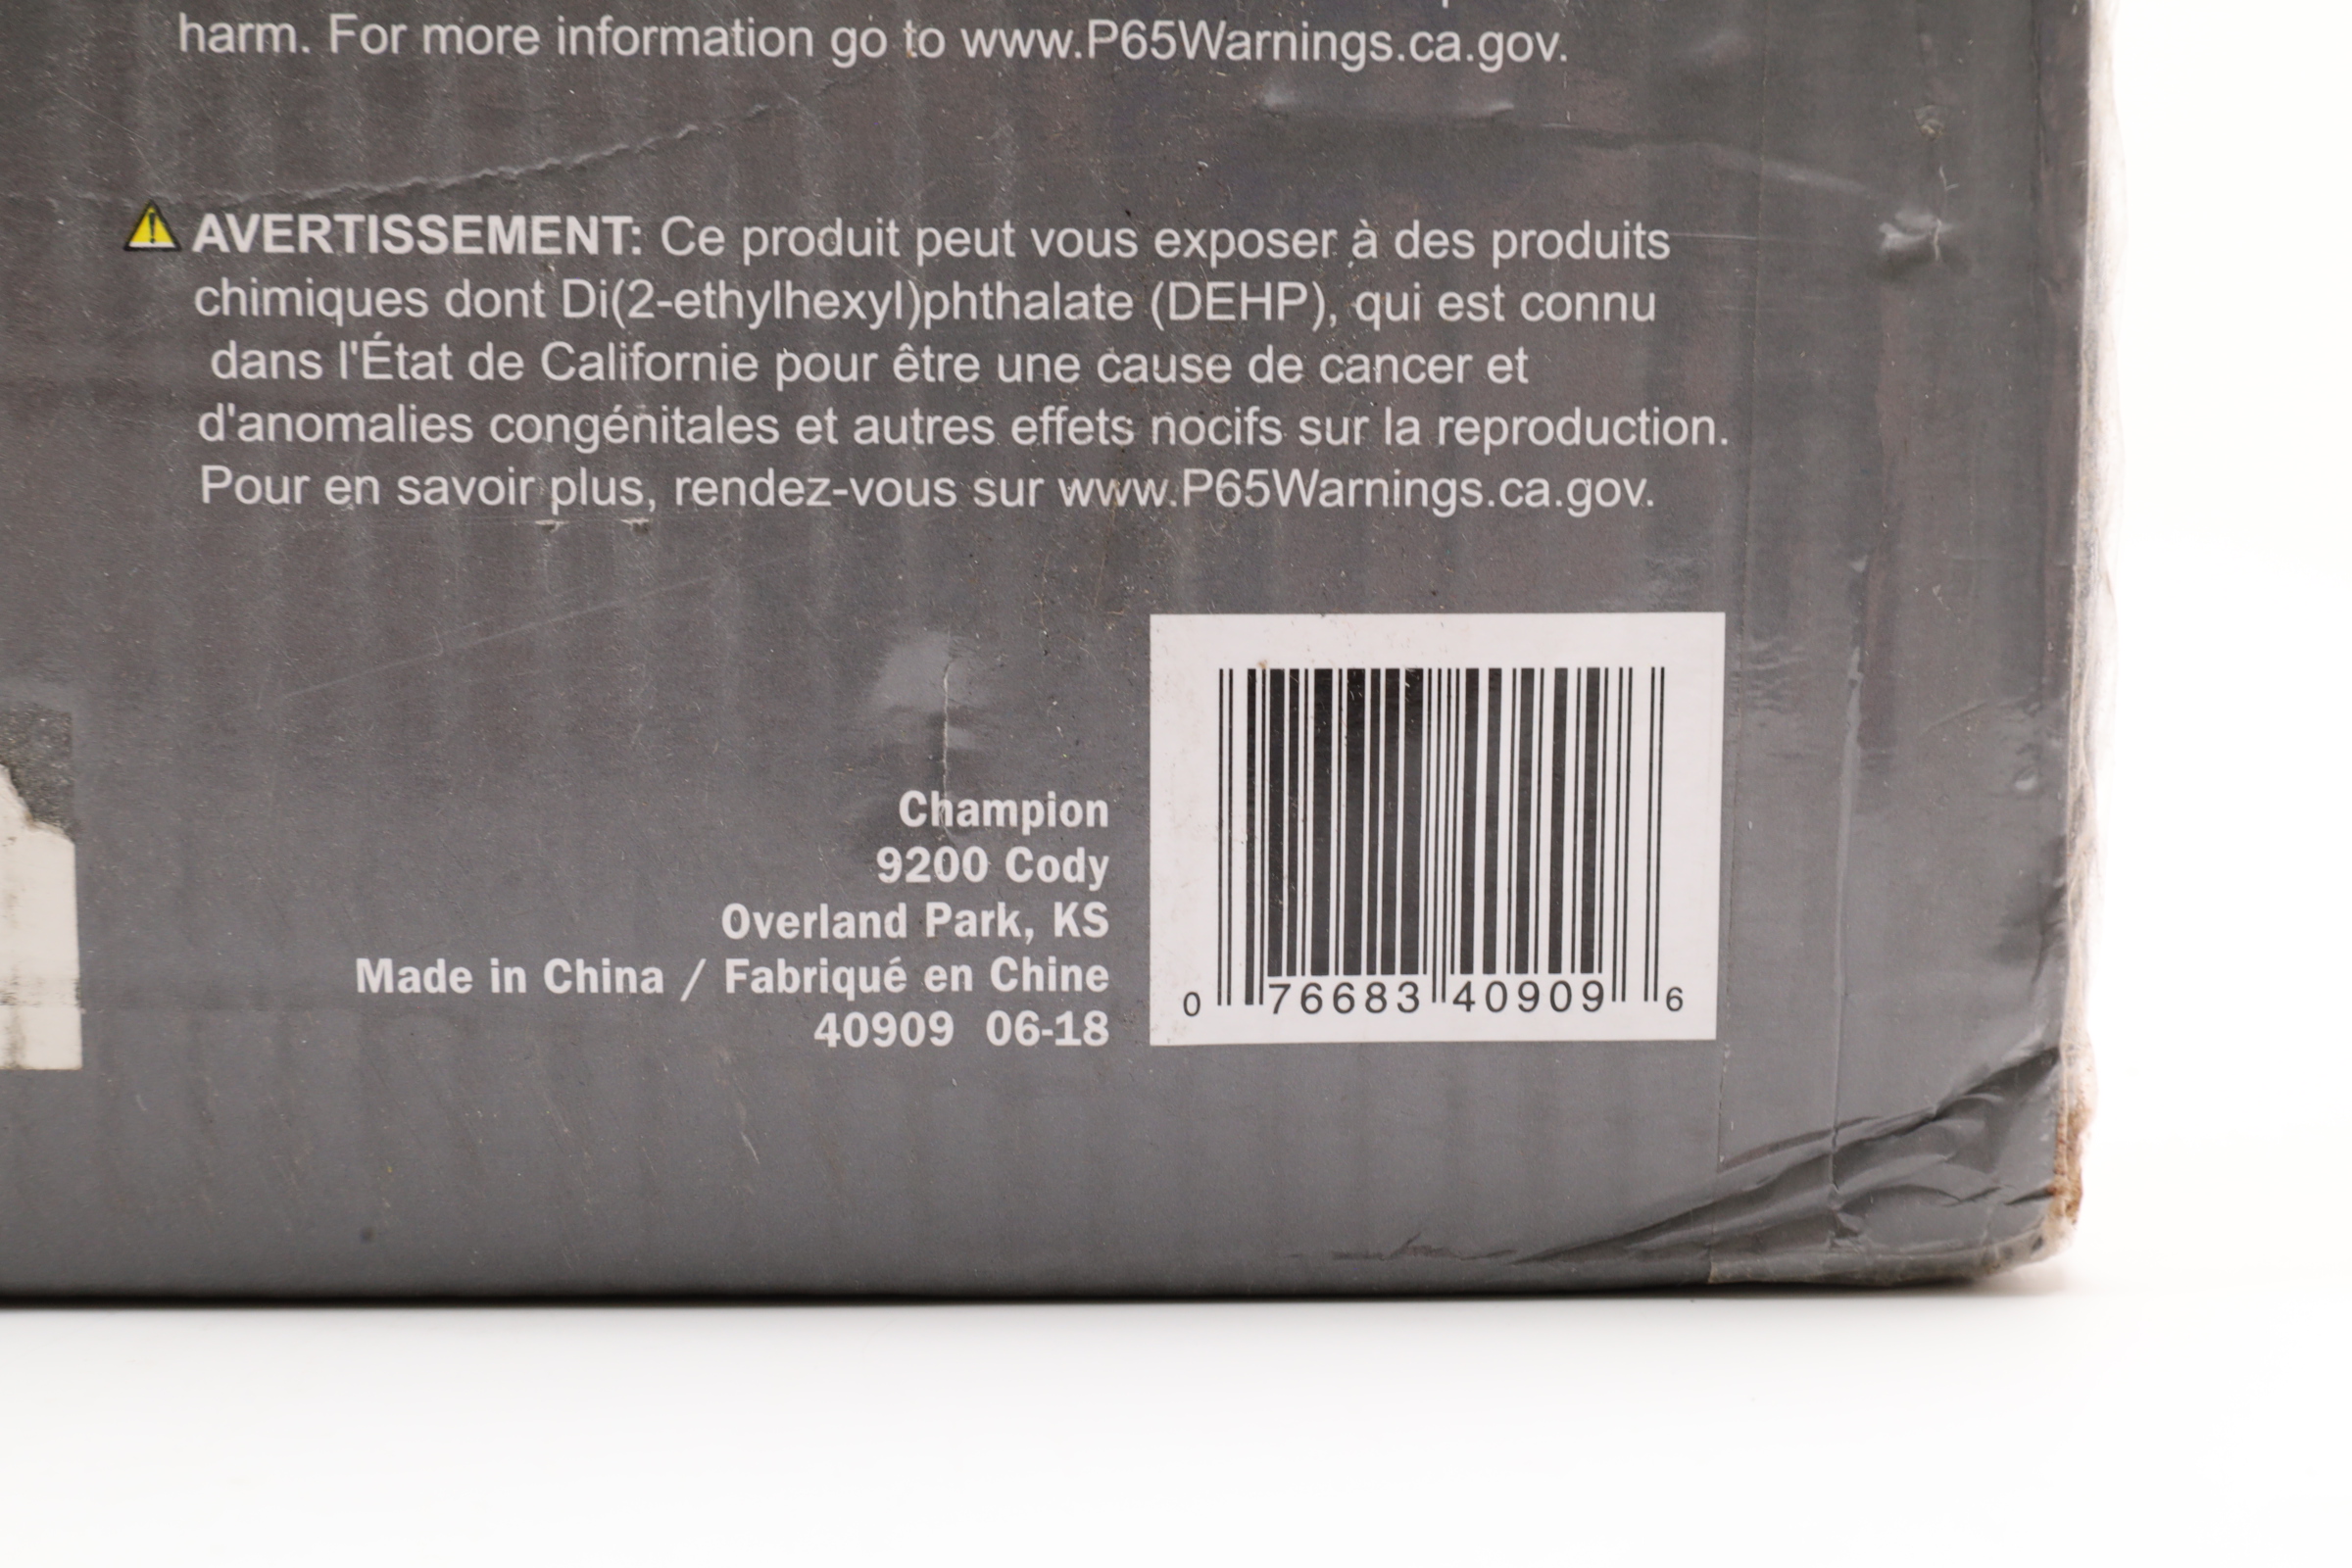 harm. For more information go to www.P65Warnings.ca.gov.
AVERTISSEMENT: Ce produit peut vous exposer à des produits
chimiques dont Di(2-ethylhexyl)phthalate (DEHP), qui est connu
dans l'État de Californie pour être une cause de cancer et
d'anomalies congénitales et autres effets nocifs sur la reproduction.
Pour en savoir plus, rendez-vous sur www.P65Warnings.ca.gov.
Champion
9200 Cody
Overland Park, KS
Made in China / Fabriqué en Chine
40909 06-18
0 76683 40909 6